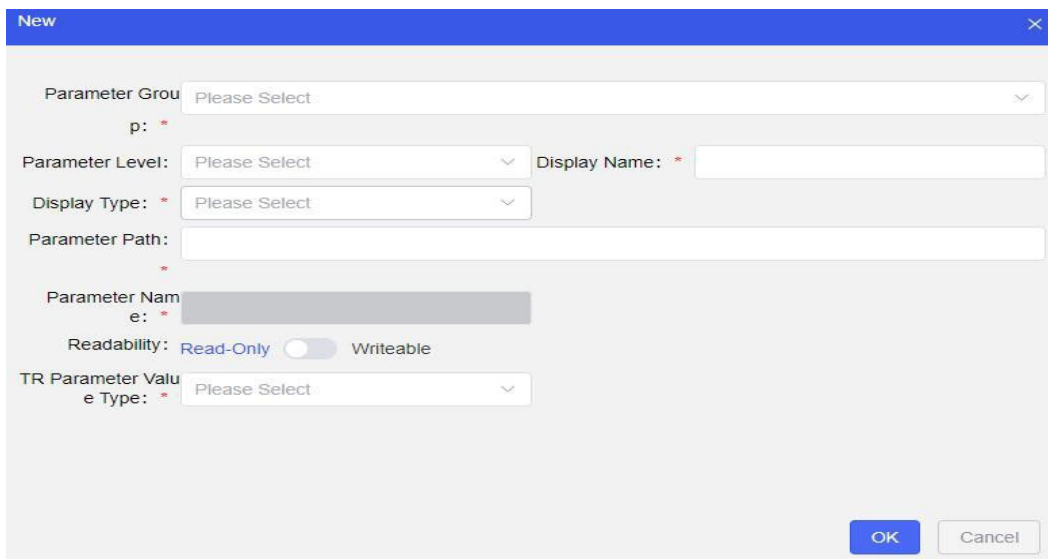 New
Parameter Grou
p: *
Please Select
Parameter Level:
Please Select
Display Name: *
Display Type: *
Please Select
Parameter Path:
*
Parameter Nam
e: *
Readability:
Read-Only
Writeable
TR Parameter Valu
e Type: *
Please Select
OK
Cancel